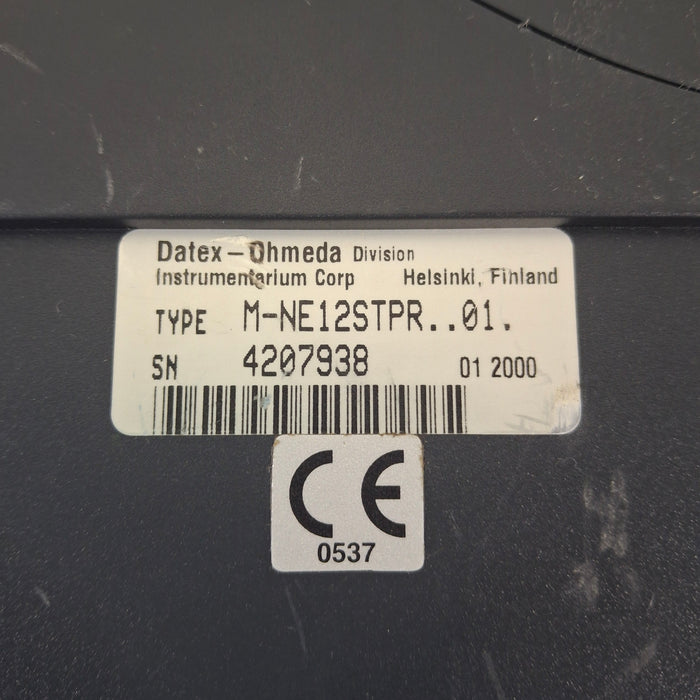 Datex-Ohmeda Division
Instrumentarium Corp Helsinki, Finland
TYPE M-NE12STPR..01.
SN 4207938 01 2000
CE
0537